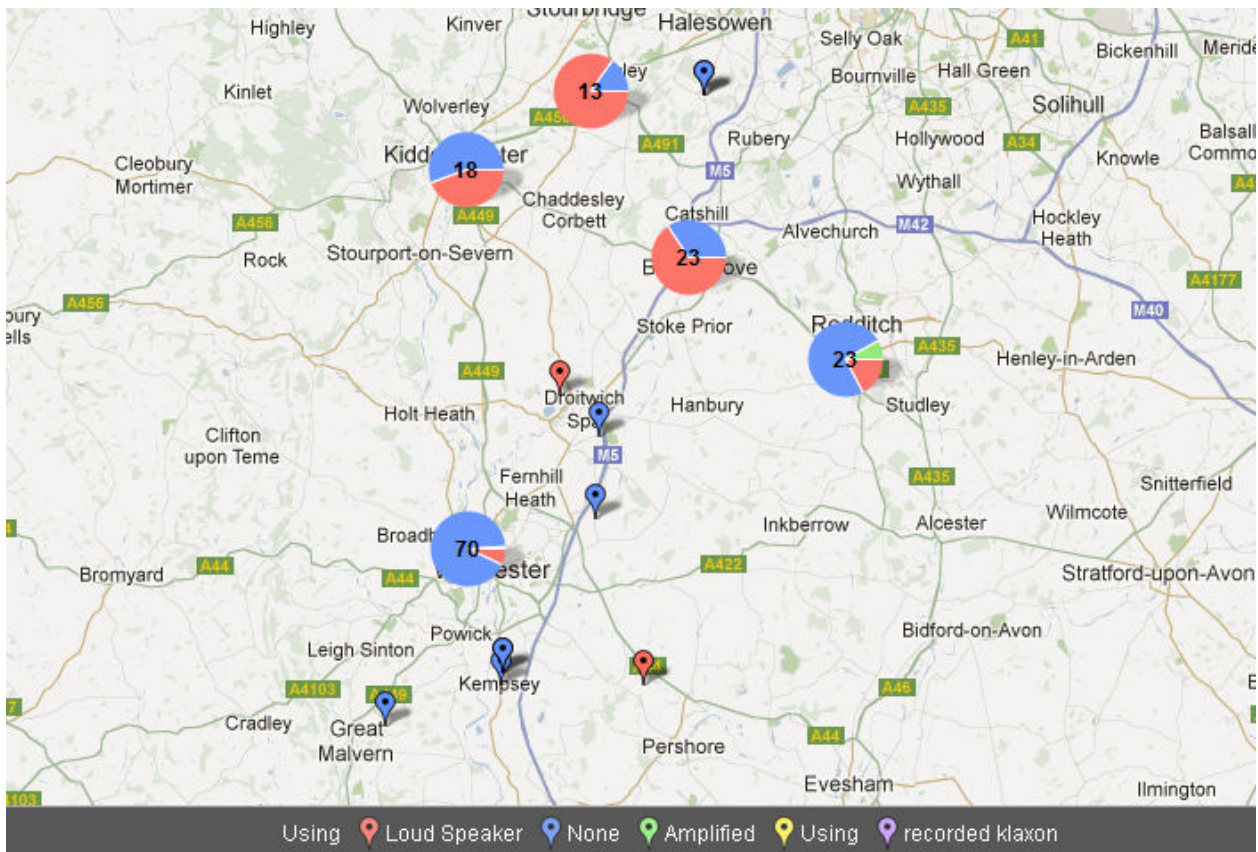 Stourbridge
Halesowen
Highley
Kinver
Selly Oak
A41
Bickenhill
Kinlet
13
Bournville
Hall Green
Wolverley
A435
Solihull
Rubery
Hollywood
A34
A491
Knowle
Cleobury
Mortimer
18
M5
Wythall
Chaddesley
Corbett
A449
A456
Catshill
Alvechurch
M42
Hockley
Heath
Stourport-on-Severn
Rock
23
A4177
A456
M40
Stoke Prior
Redditch
A435
23
Henley-in-Arden
A449
Droitwich
Spa
Hanbury
Studley
Holt Heath
Clifton
upon Teme
M5
Fernhill
Heath
A435
Snitterfield
Wilmcote
Inkberrow
Alcester
70
A44
Bromyard
A44
A422
Stratford-upon-Avon
Powick
Bidford-on-Avon
Leigh Sinton
Kempsey
A4103
A46
Cradley
Great
Malvern
A44
Pershore
Evesham
Ilmington
Using Loud Speaker None Amplified Using recorded klaxon